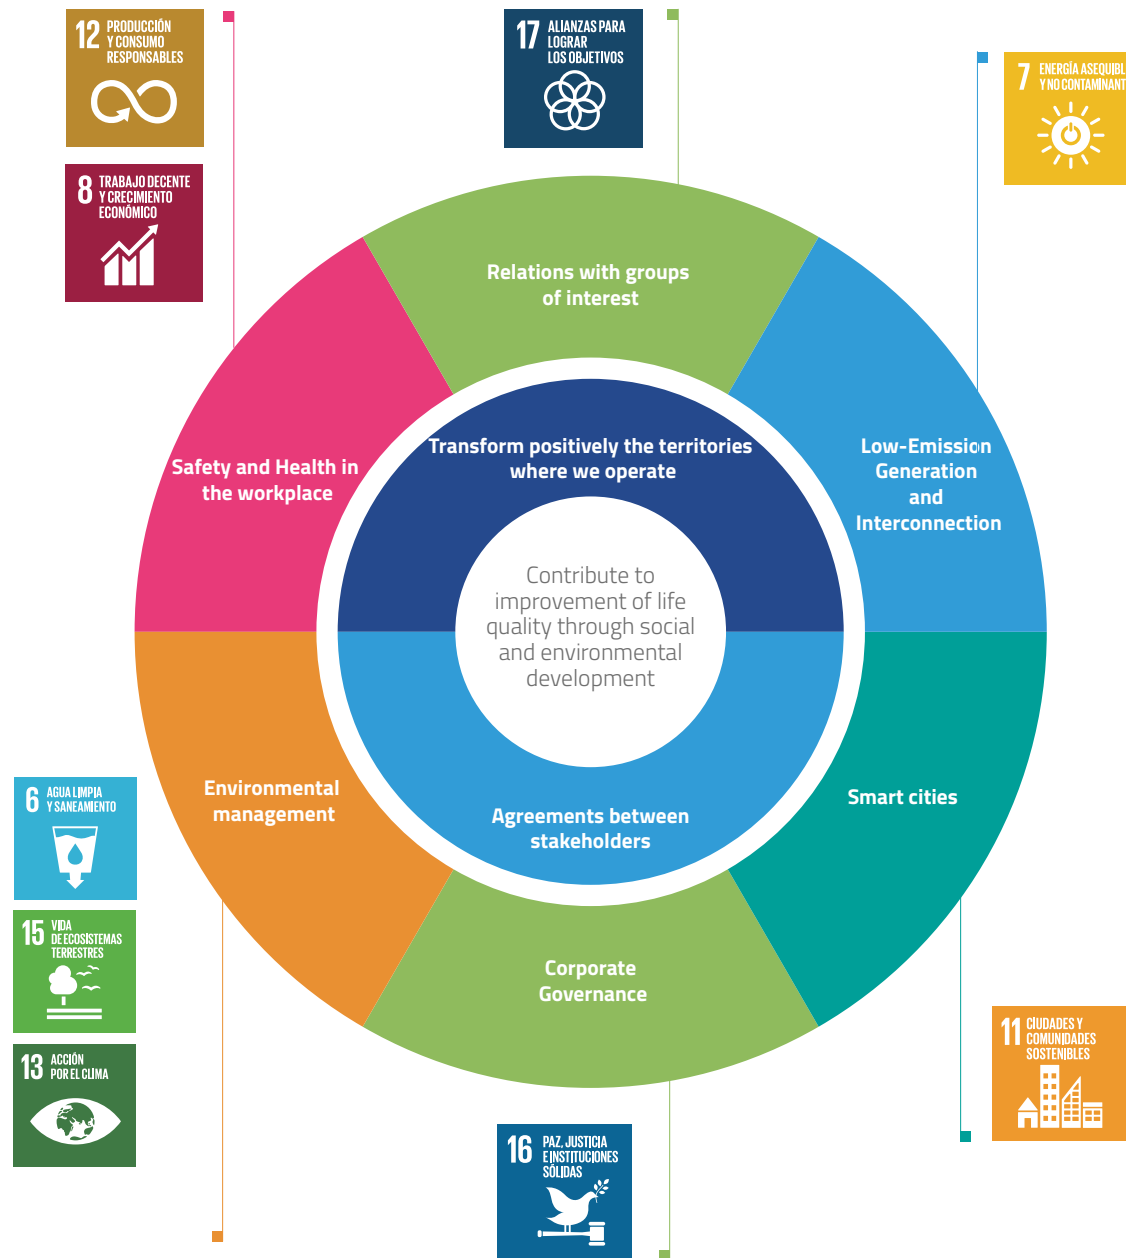 12 PRODUCCIÓN
Y CONSUMO
RESPONSABLES
17 ALIANZAS PARA
LOGRAR
LOS OBJETIVOS
7 ENERGÍA ASEQUIBL
Y NO CONTAMINANT
8 TRABAJO DECENTE
Y CRECIMIENTO
ECONÓMICO
Relations with groups
of interest
Safety and Health in
the workplace
Transform positively the territories
where we operate
Low-Emission
Generation
and
Interconnection
Contribute to
improvement of life
quality through social
and environmental
development
Environmental
management
Agreements between
stakeholders
Smart cities
6 AGUA LIMPIA
Y SANEAMIENTO
15 VIDA
DE ECOSISTEMAS
TERRESTRES
13 ACCIÓN
POR EL CLIMA
Corporate
Governance
11 CIUDADES Y
COMUNIDADES
SOSTENIBLES
16 PAZ, JUSTICIA
E INSTITUCIONES
SÓLIDAS